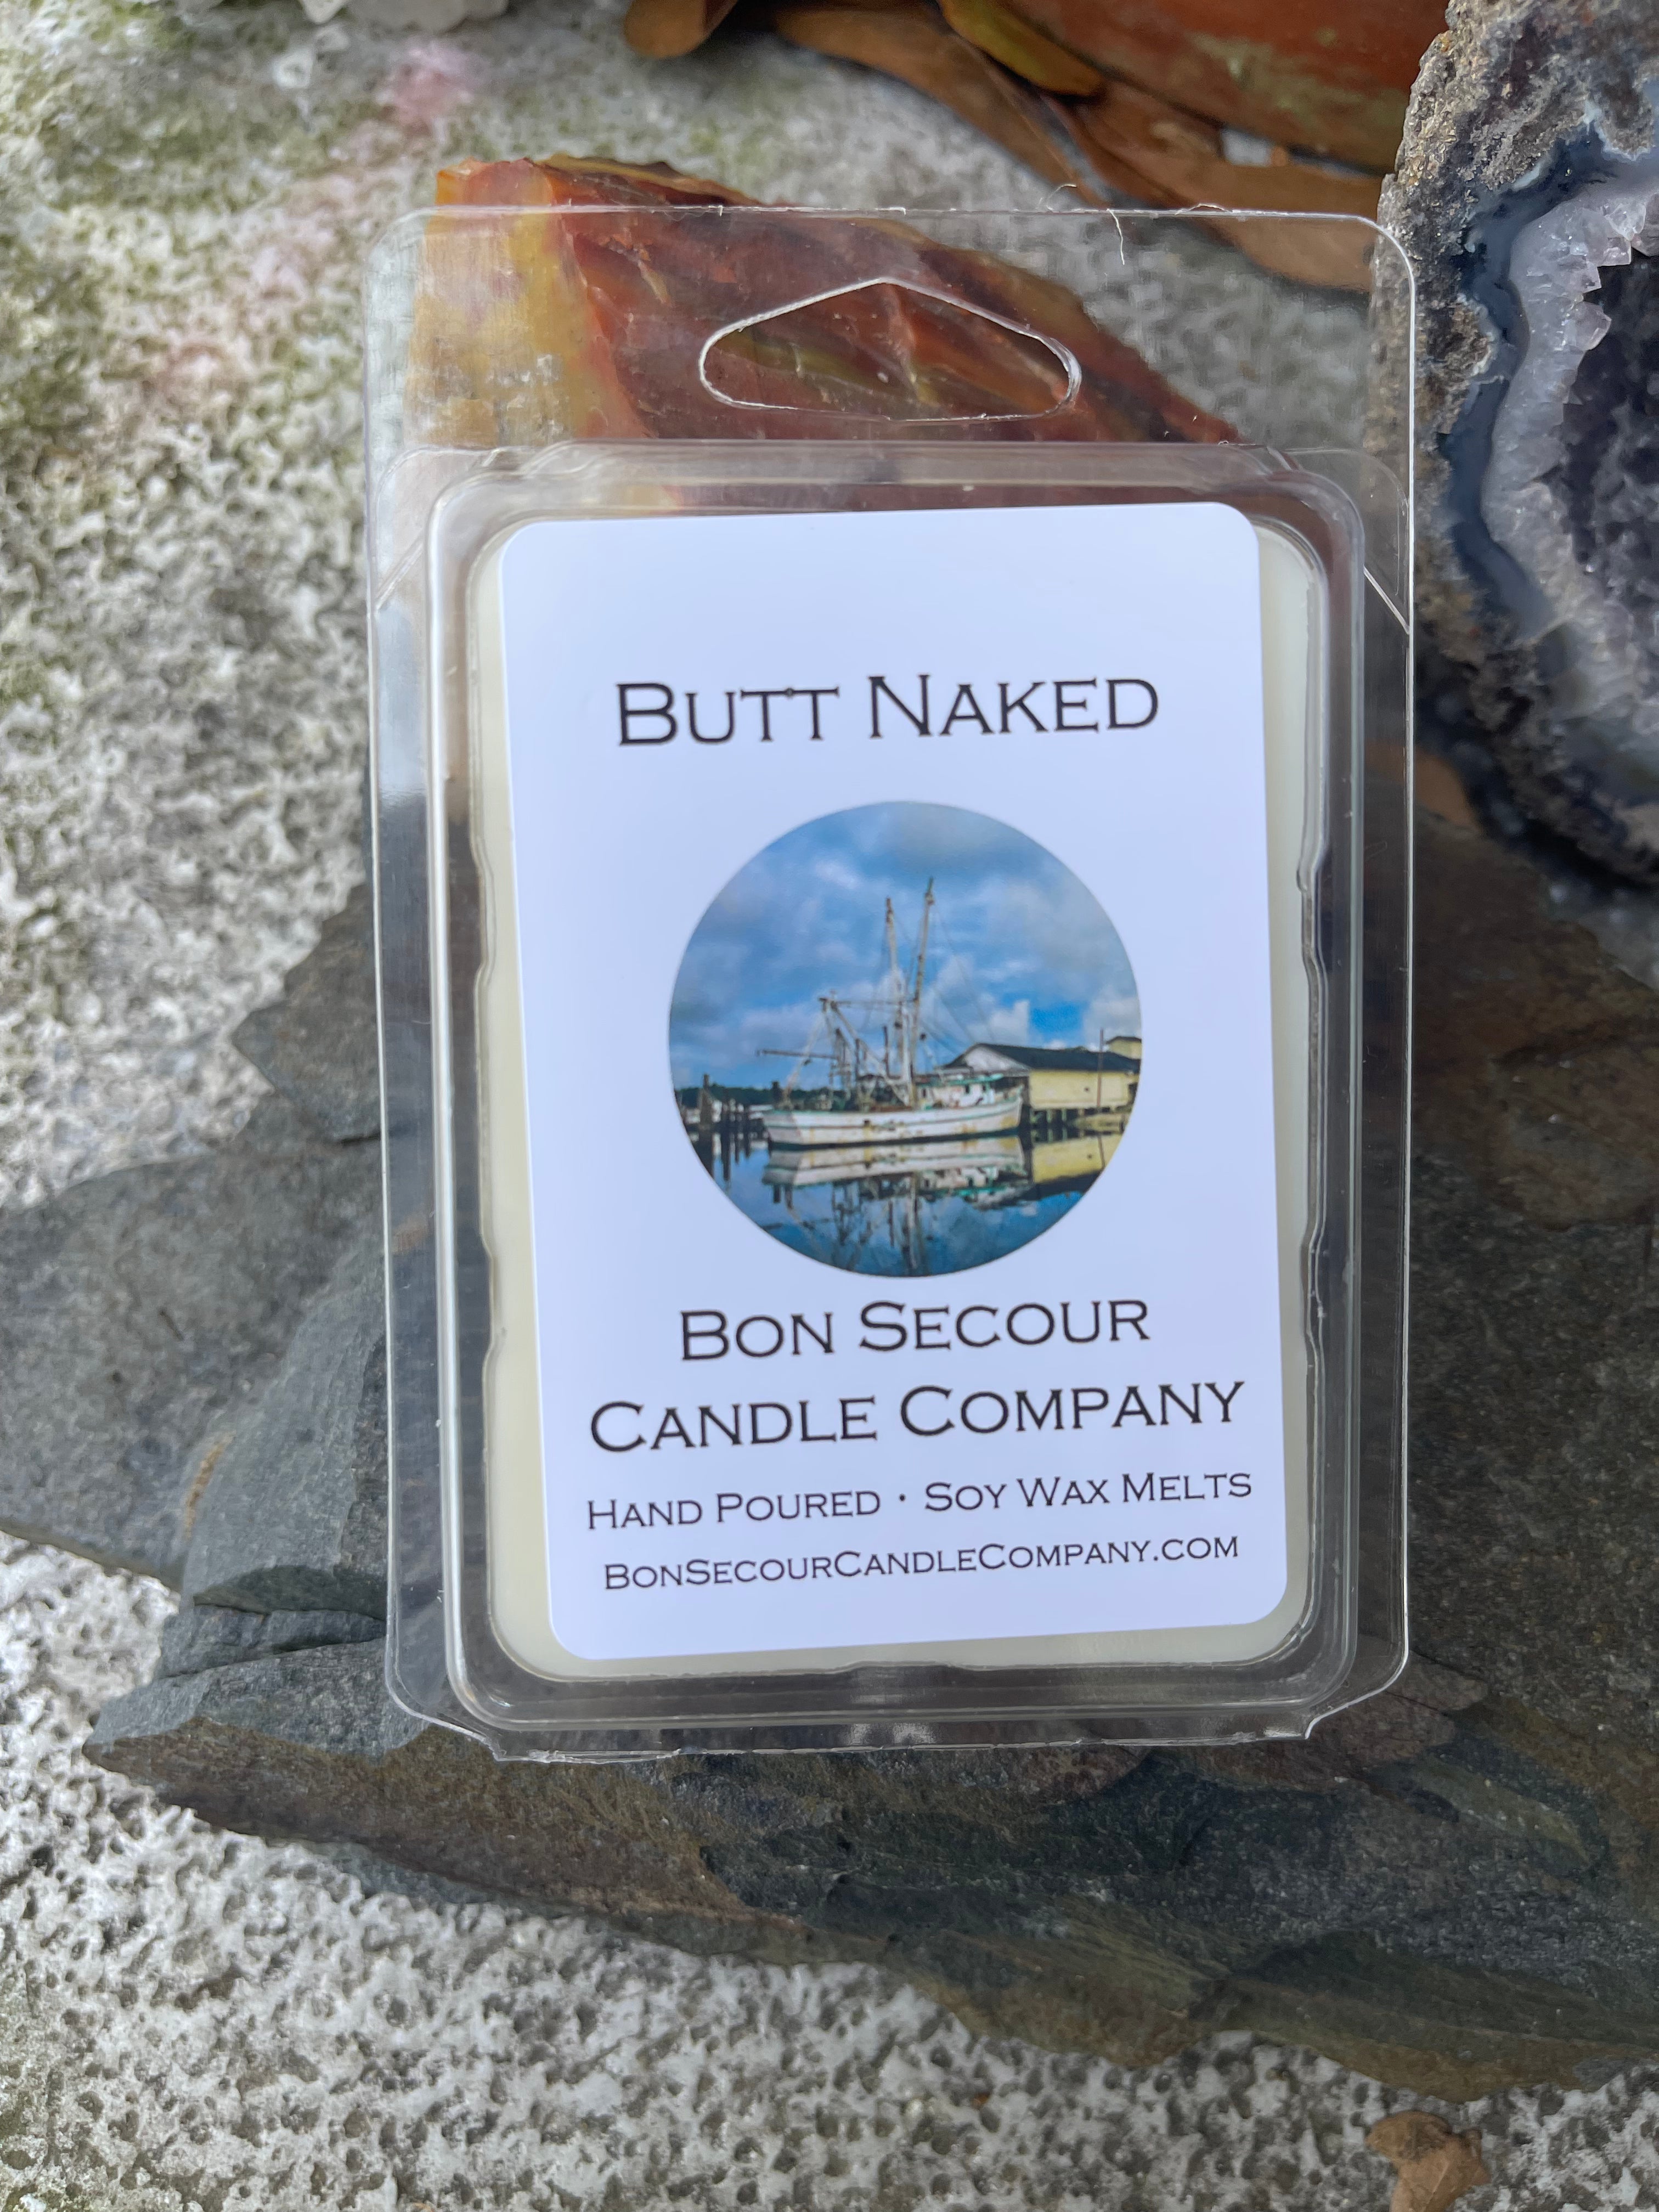 Butt Naked
Bon Secour
Candle Company
Hand Poured · Soy Wax Melts
BonSecourCandleCompany.com